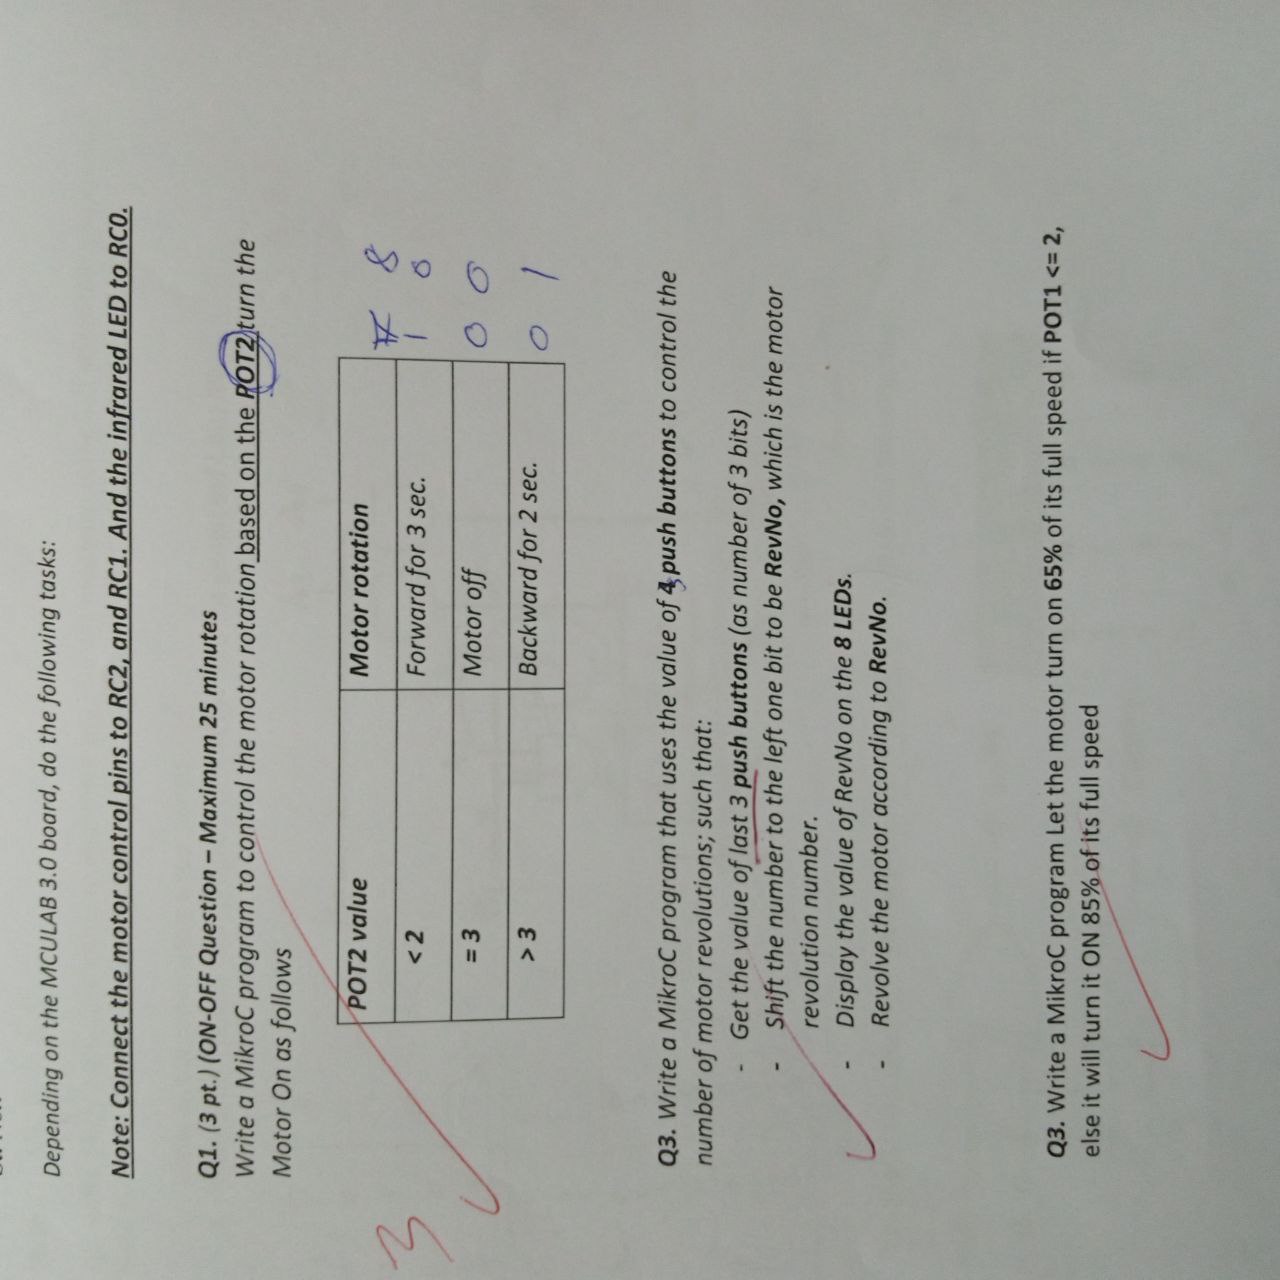 Depending on the MCULAB 3.0 board, do the following tasks:
Note: Connect the motor control pins to RC2, and RC1. And the infrared LED to RC0.
Q1. (3 pt.) (ON-OFF Question – Maximum 25 minutes
Write a MikroC program to control the motor rotation based on the POT2 turn the
Motor On as follows
POT2 value Motor rotation
8
< 2 Forward for 3 sec. 1 0
= 3 Motor off 0 0
> 3 Backward for 2 sec. 0 1
3
Q3. Write a MikroC program that uses the value of 3 push buttons to control the
number of motor revolutions; such that:
- Get the value of last 3 push buttons (as number of 3 bits)
- Shift the number to the left one bit to be RevNo, which is the motor
revolution number.
- Display the value of RevNo on the 8 LEDs.
- Revolve the motor according to RevNo.
Q3. Write a MikroC program Let the motor turn on 65% of its full speed if POT1 <= 2,
else it will turn it ON 85% of its full speed